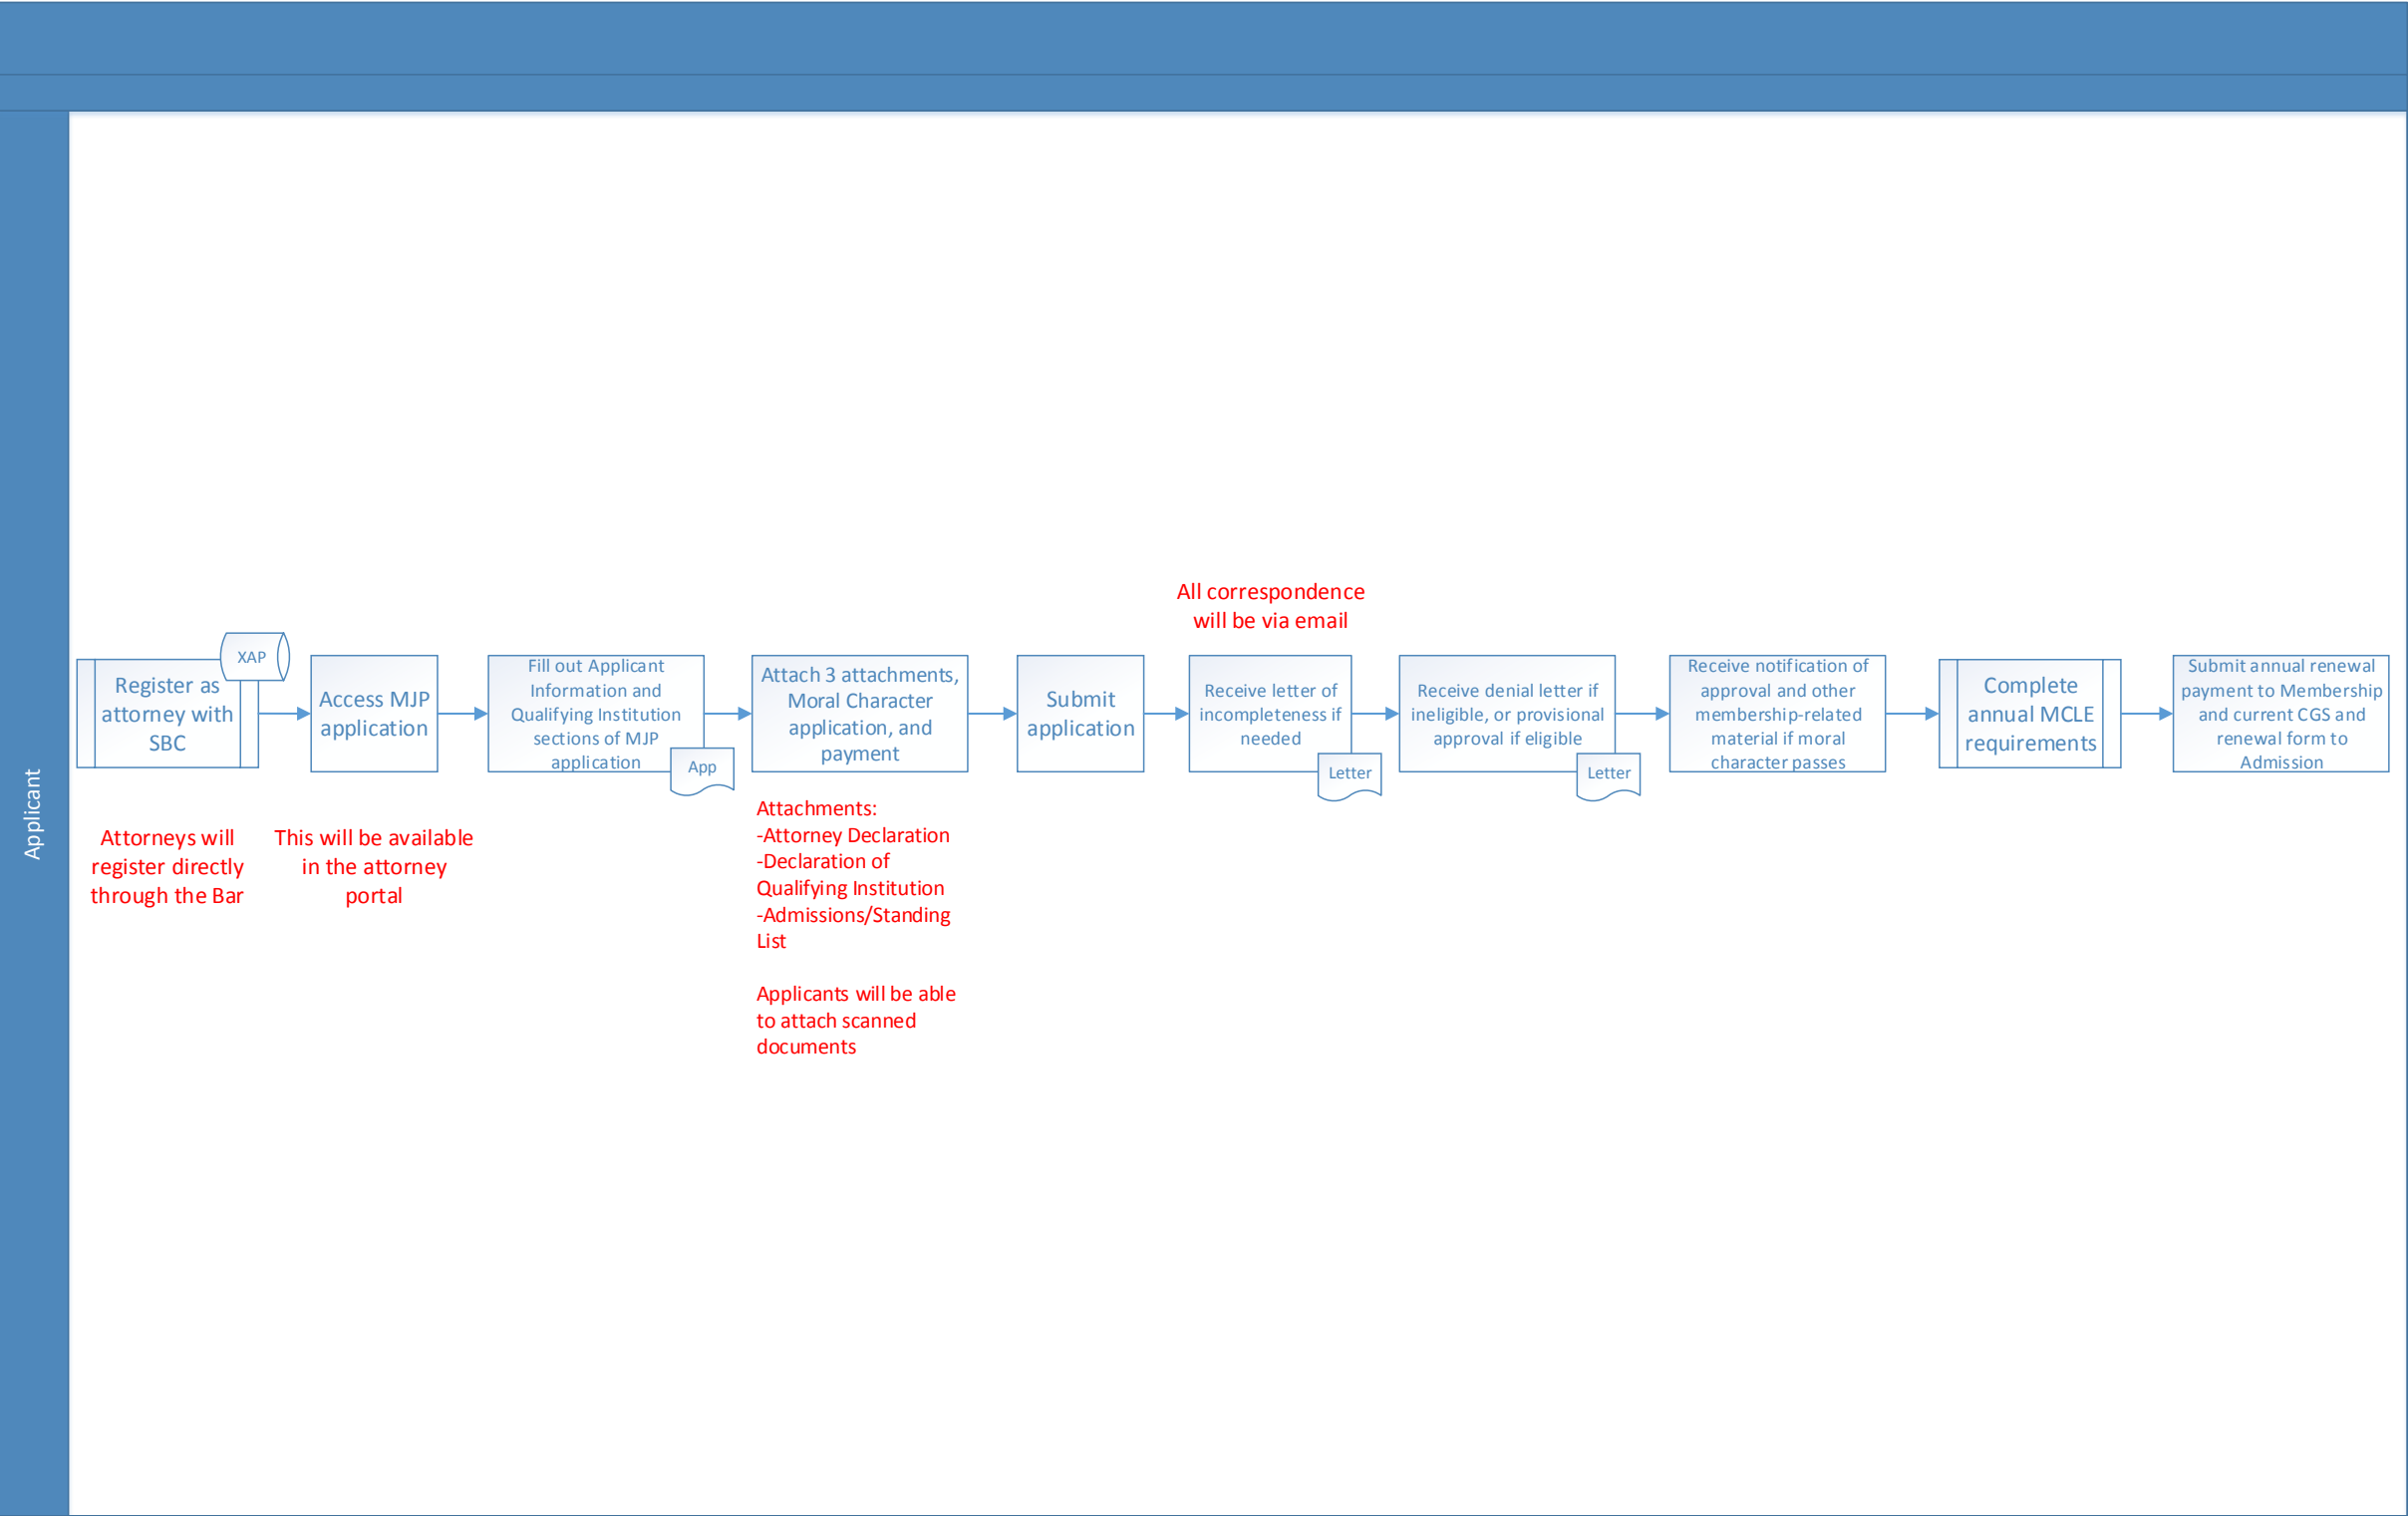 Applicant
XAP
Register as
attorney with
SBC
Attorneys will
register directly
through the Bar
Access MJP
application
This will be available
in the attorney
portal
Fill out Applicant
Information and
Qualifying Institution
sections of MJP
application
App
Attach 3 attachments,
Moral Character
application, and
payment
Attachments:
-Attorney Declaration
-Declaration of
Qualifying Institution
-Admissions/Standing
List
Applicants will be able
to attach scanned
documents
Submit
application
All correspondence
will be via email
Receive letter of
incompleteness if
needed
Letter
Receive denial letter if
ineligible, or provisional
approval if eligible
Letter
Receive notification of
approval and other
membership-related
material if moral
character passes
Complete
annual MCLE
requirements
Submit annual renewal
payment to Membership
and current CGS and
renewal form to
Admission